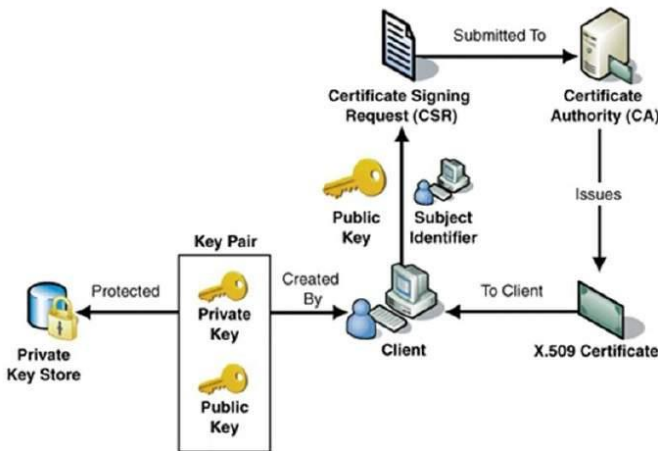 Submitted To
Certificate Signing
Request (CSR)
Certificate
Authority (CA)
Public
Key
Subject
Identifier
Issues
Key Pair
Protected
Private
Key
Created
By
To Client
Private
Key Store
Public
Key
Client
X.509 Certificate